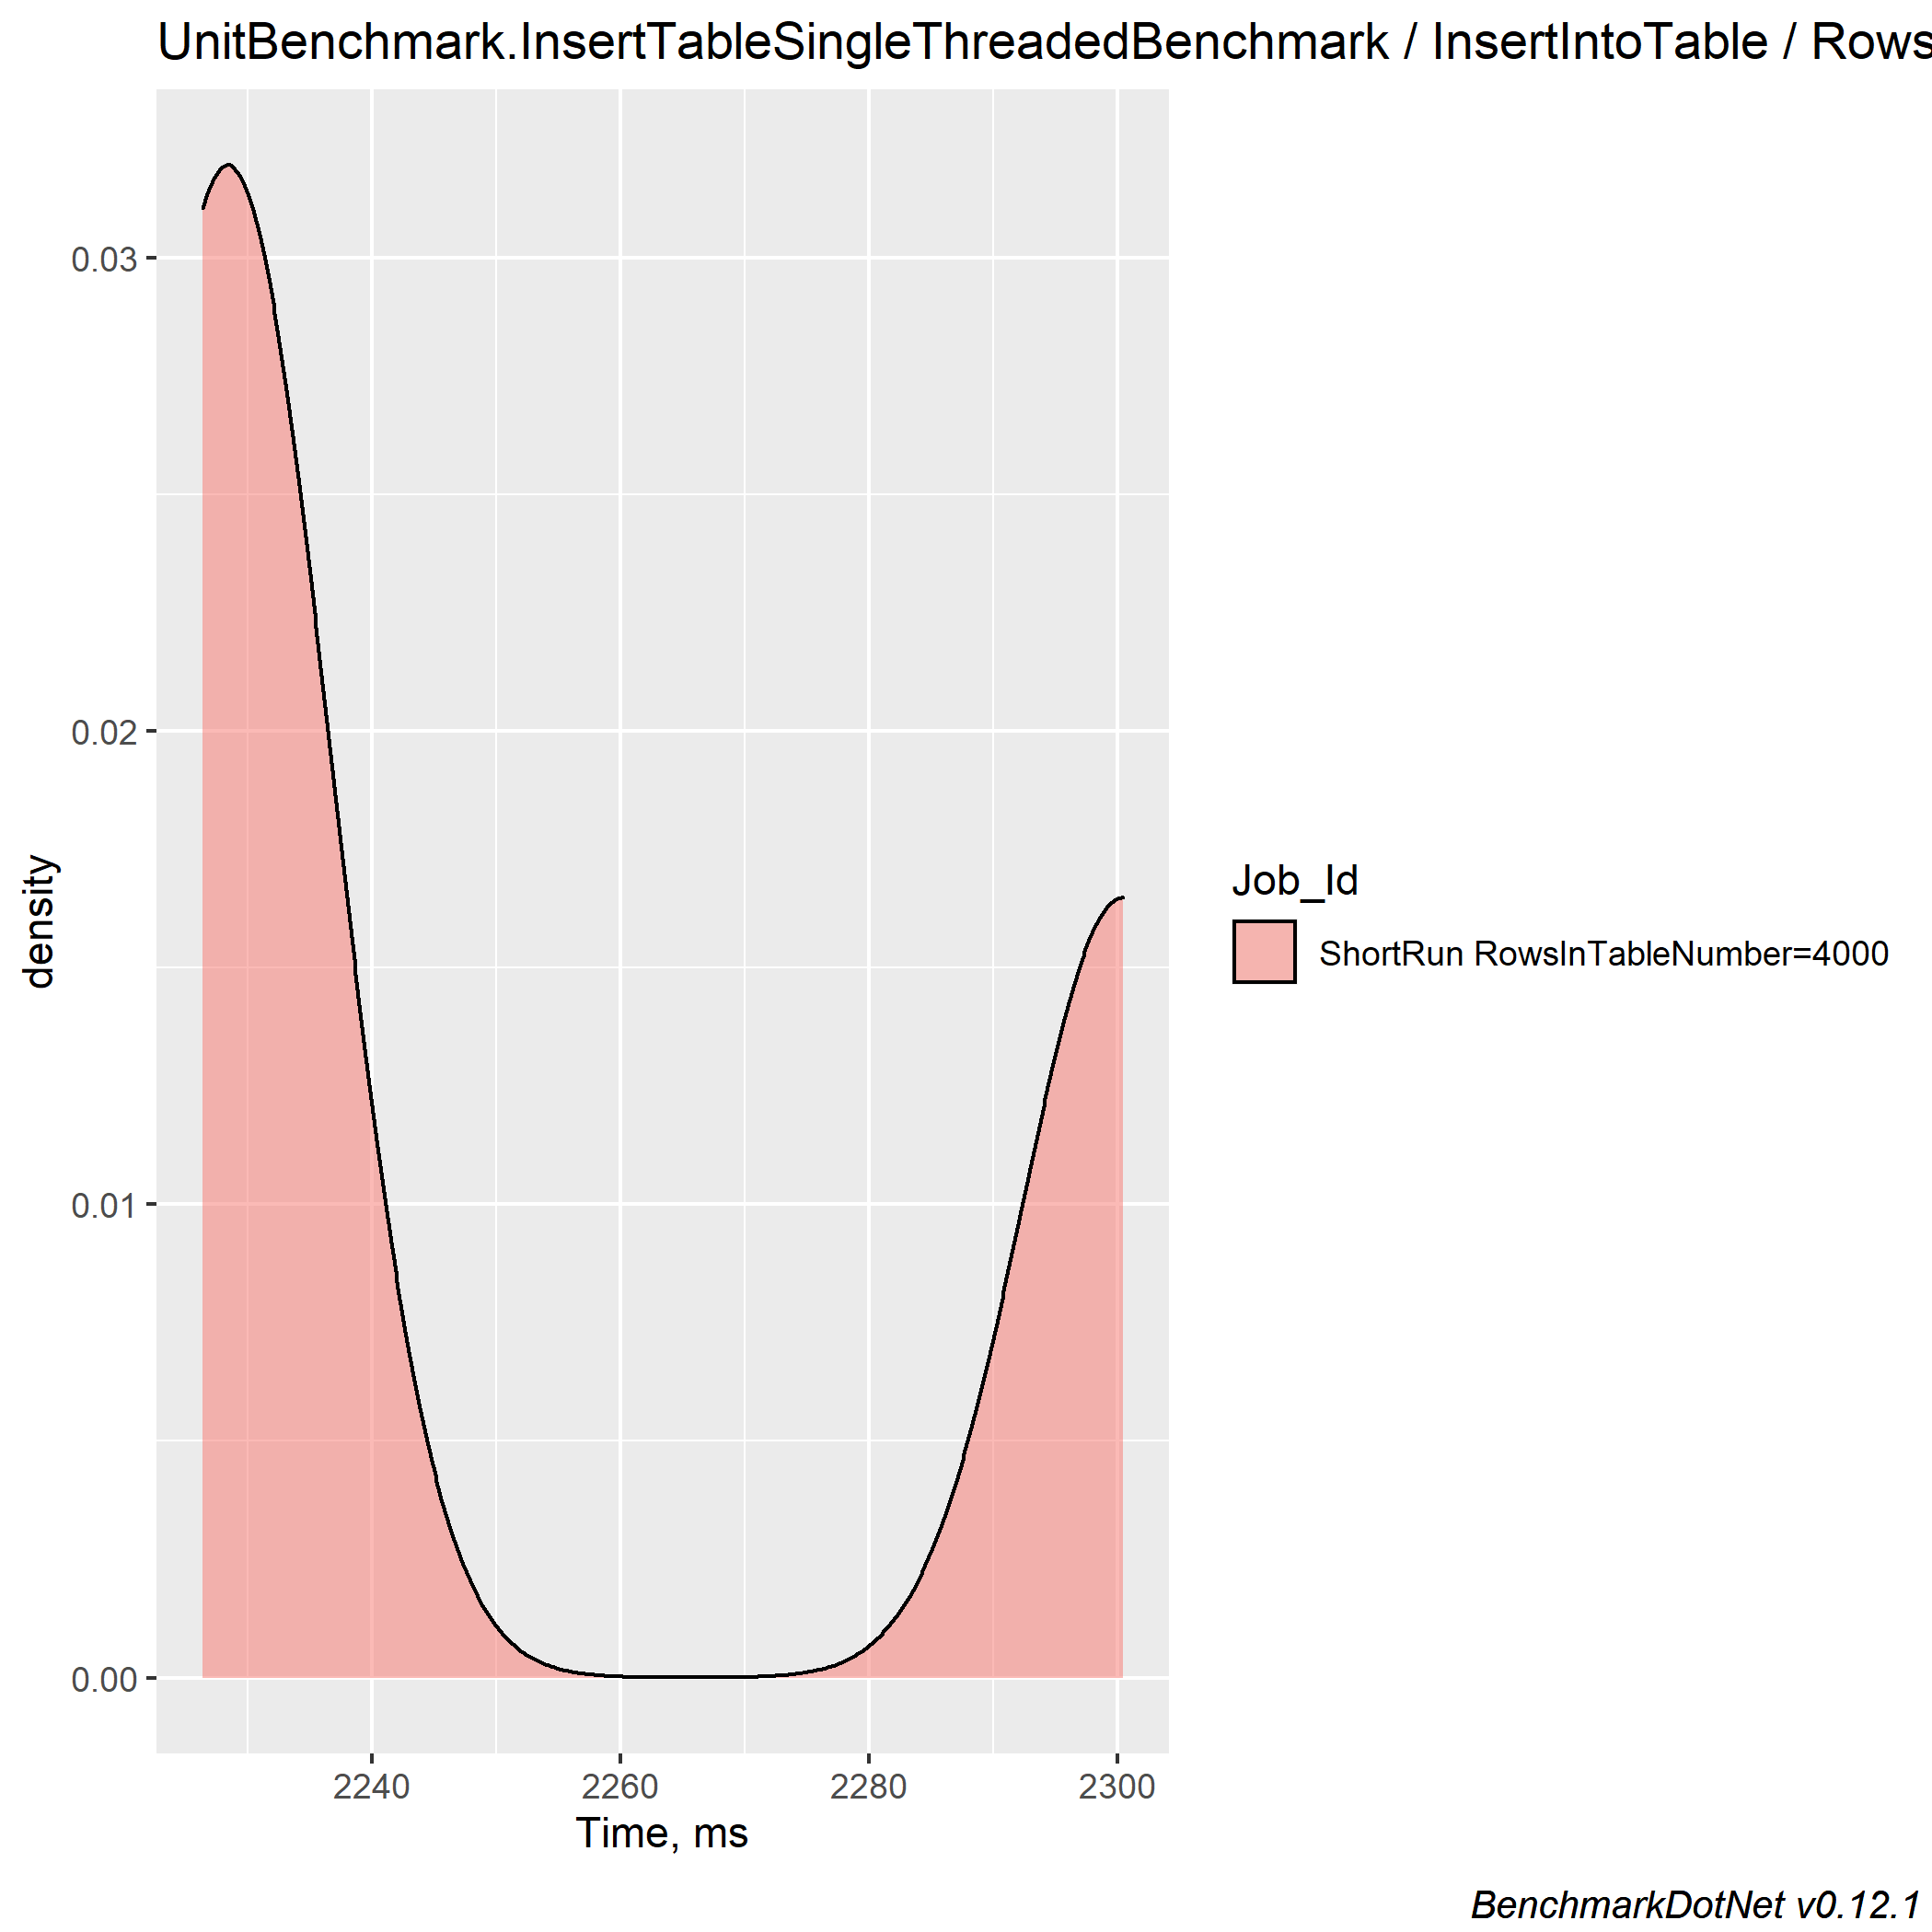 UnitBenchmark.InsertTableSingleThreadedBenchmark / InsertIntoTable / Rows
0.03
0.02
0.01
0.00
density
2240 2260 2280 2300
Time, ms
Job_Id
ShortRun RowsInTableNumber=4000
BenchmarkDotNet v0.12.1